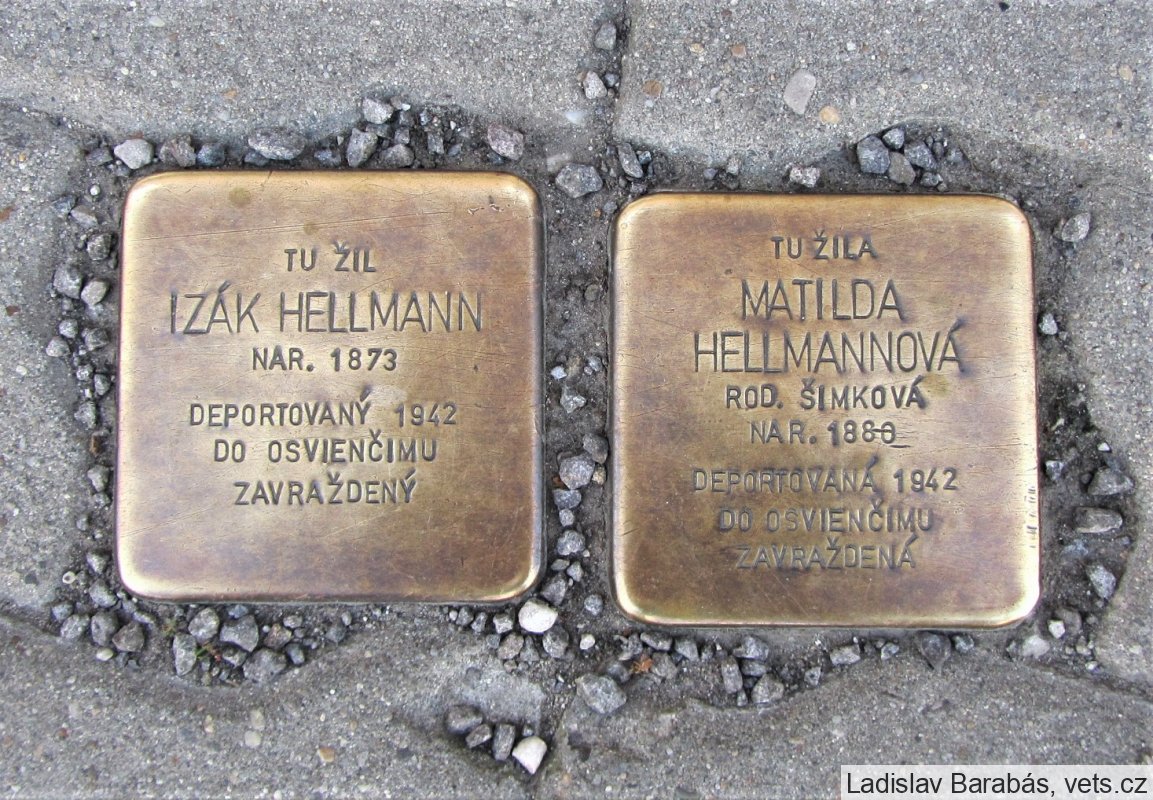 TU ŽIL
IZÁK HELLMANN
NAR. 1873
DEPORTOVANÝ 1942
DO OSVIENČIMU
ZAVRAŽDENÝ
TU ŽILA
MATILDA
HELLMANNOVÁ
ROD. ŠIMKOVÁ
NAR. 1880
DEPORTOVANÁ 1942
DO OSVIENČIMU
ZAVRAŽDENÁ
Ladislav Barabás, vets.cz